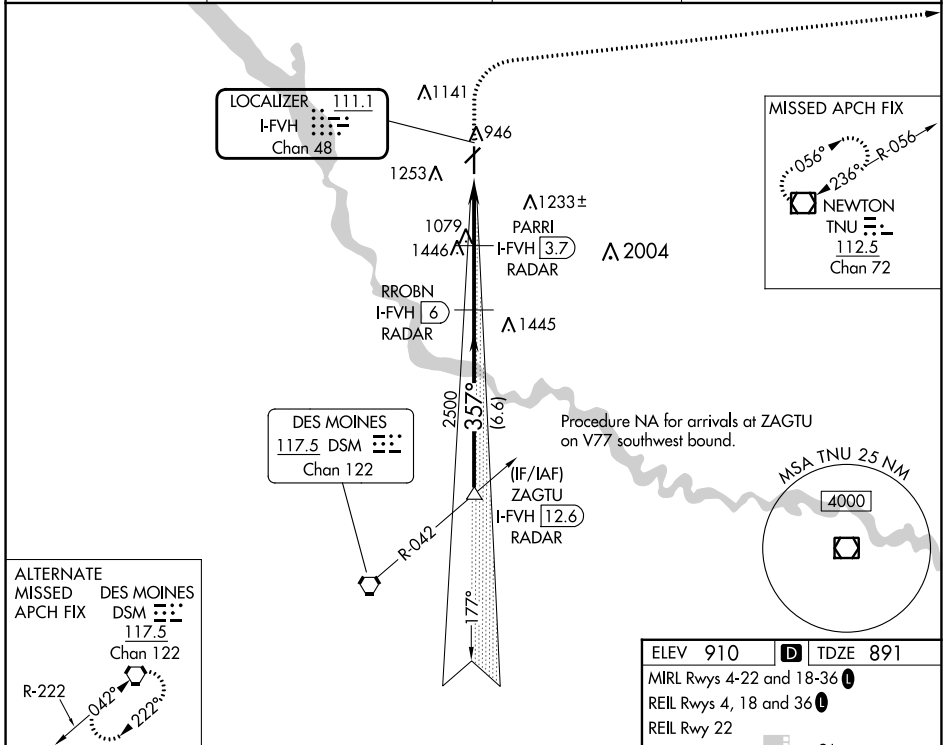 LOCALIZER 111.1
I-FVH
Chan 48
1141
946
1253
1233±
1079
1446
PARRI
I-FVH 3.7
RADAR
2004
RROBN
I-FVH 6
RADAR
1445
MISSED APCH FIX
056°
236°
R-056
NEWTON
TNU
112.5
Chan 72
2500
357°
(6.6)
DES MOINES
117.5 DSM
Chan 122
Procedure NA for arrivals at ZAGTU
on V77 southwest bound.
(IF/IAF)
ZAGTU
I-FVH 12.6
RADAR
R-042
177°
MSA TNU 25 NM
4000
ALTERNATE
MISSED
APCH FIX
DES MOINES
DSM
117.5
Chan 122
R-222
042°
222°
ELEV 910 D TDZE 891
MIRL Rwys 4-22 and 18-36 L
REIL Rwys 4, 18 and 36 L
REIL Rwy 22